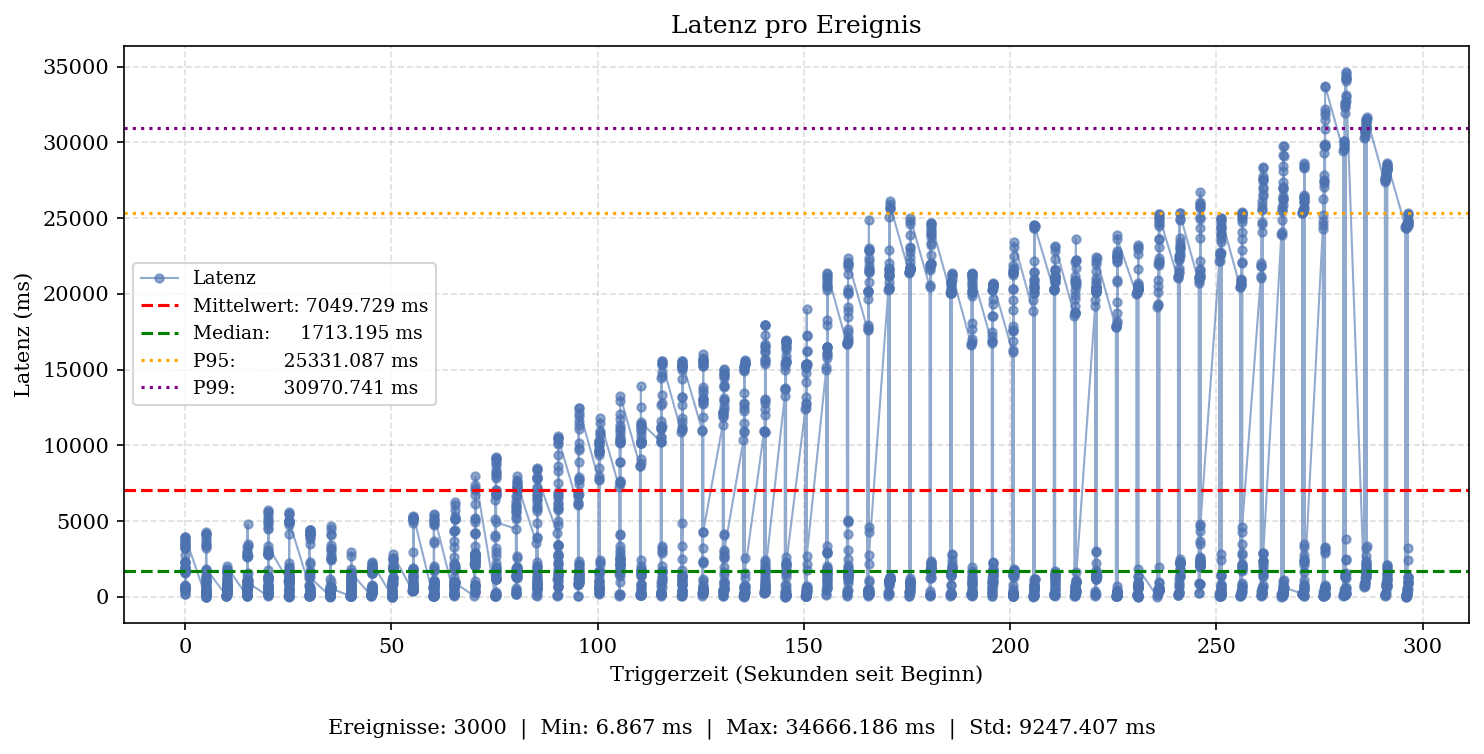 Latenz pro Ereignis
Latenz (ms)
35000
30000
25000
20000
15000
10000
5000
0
Latenz
Mittelwert: 7049.729 ms
Median: 1713.195 ms
P95: 25331.087 ms
P99: 30970.741 ms
0 50 100 150 200 250 300
Triggerzeit (Sekunden seit Beginn)
Ereignisse: 3000 | Min: 6.867 ms | Max: 34666.186 ms | Std: 9247.407 ms